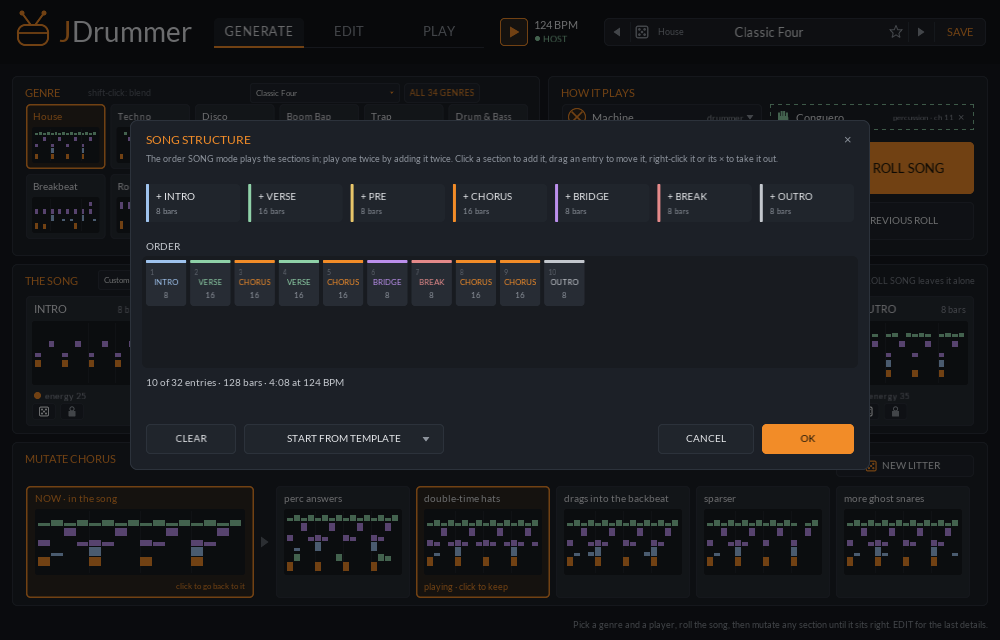 JDrummer
GENERATE
EDIT
PLAY
124 BPM
HOST
House
Classic Four
SAVE
GENRE
shift-click: blend
Classic Four
ALL 34 GENRES
HOW IT PLAYS
House
Techno
Disco
Boom Bap
Trap
Drum & Bass
Machine
drummer
Conguero
percussion · ch 11 ×
Breakbeat
ROLL SONG
SONG STRUCTURE
×
The order SONG mode plays the sections in; play one twice by adding it twice. Click a section to add it, drag an entry to move it, right-click it or its × to take it out.
+ INTRO
8 bars
+ VERSE
16 bars
+ PRE
8 bars
+ CHORUS
16 bars
+ BRIDGE
8 bars
+ BREAK
8 bars
+ OUTRO
8 bars
ORDER
1 2 3 4 5 6 7 8 9 10
INTRO VERSE CHORUS VERSE CHORUS BRIDGE BREAK CHORUS CHORUS OUTRO
8 16 16 16 16 8 8 16 16 8
10 of 32 entries · 128 bars · 4:08 at 124 BPM
CLEAR
START FROM TEMPLATE
CANCEL
OK
REVIOUS ROLL
THE SONG
Custom
OLL SONG leaves it alone
INTRO
8 b
UTRO
8 bars
energy 25
energy 35
MUTATE CHORUS
NEW LITTER
NOW · in the song
click to go back to it
perc answers
double-time hats
playing · click to keep
drags into the backbeat
sparser
more ghost snares
Pick a genre and a player, roll the song, then mutate any section until it sits right. EDIT for the last details.